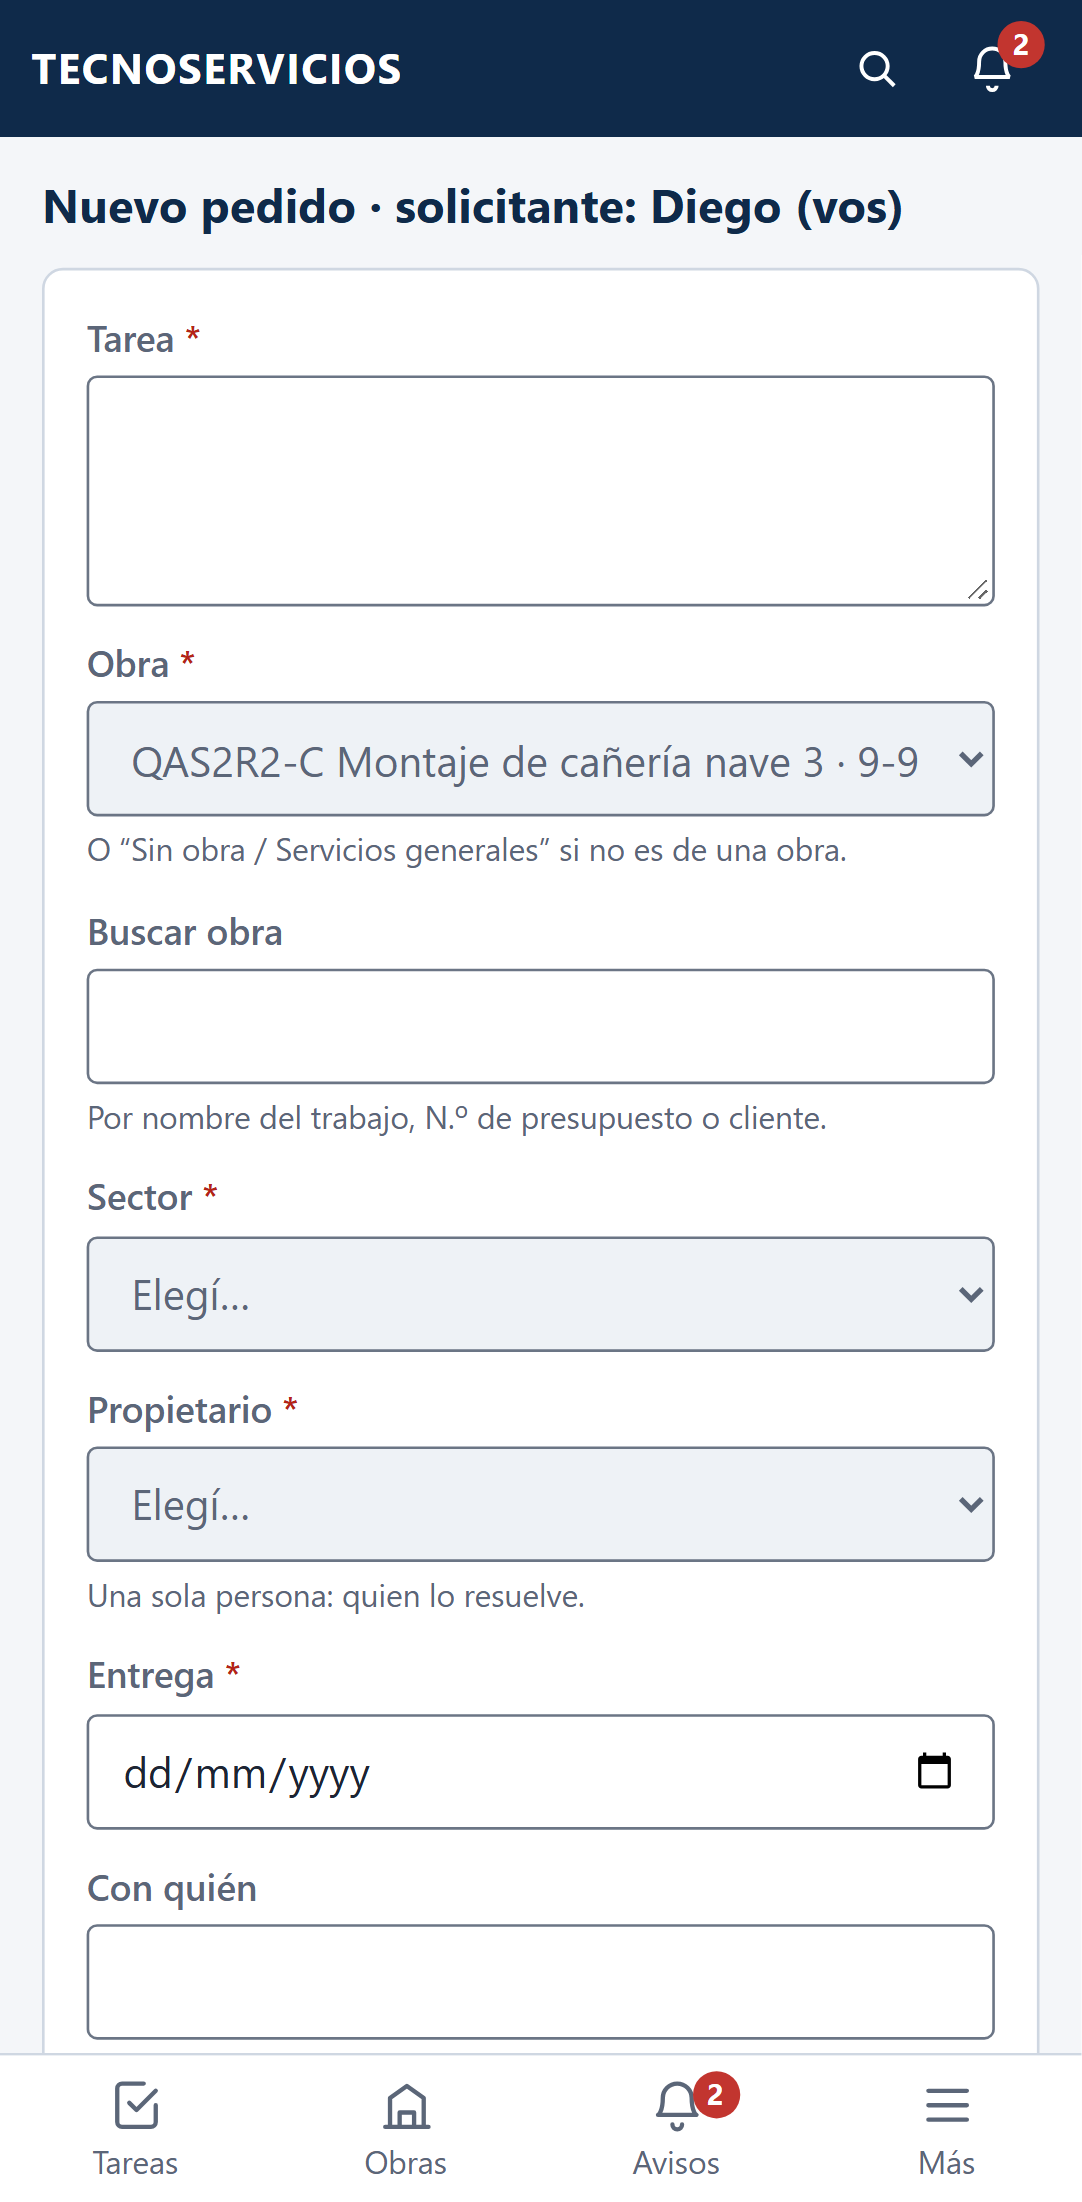 TECNOSERVICIOS
2
Nuevo pedido · solicitante: Diego (vos)
Tarea *
Obra *
QAS2R2-C Montaje de cañería nave 3 · 9-9
O “Sin obra / Servicios generales” si no es de una obra.
Buscar obra
Por nombre del trabajo, N.º de presupuesto o cliente.
Sector *
Elegí...
Propietario *
Elegí...
Una sola persona: quien lo resuelve.
Entrega *
dd/mm/yyyy
Con quién
2
Tareas
Obras
Avisos
Más